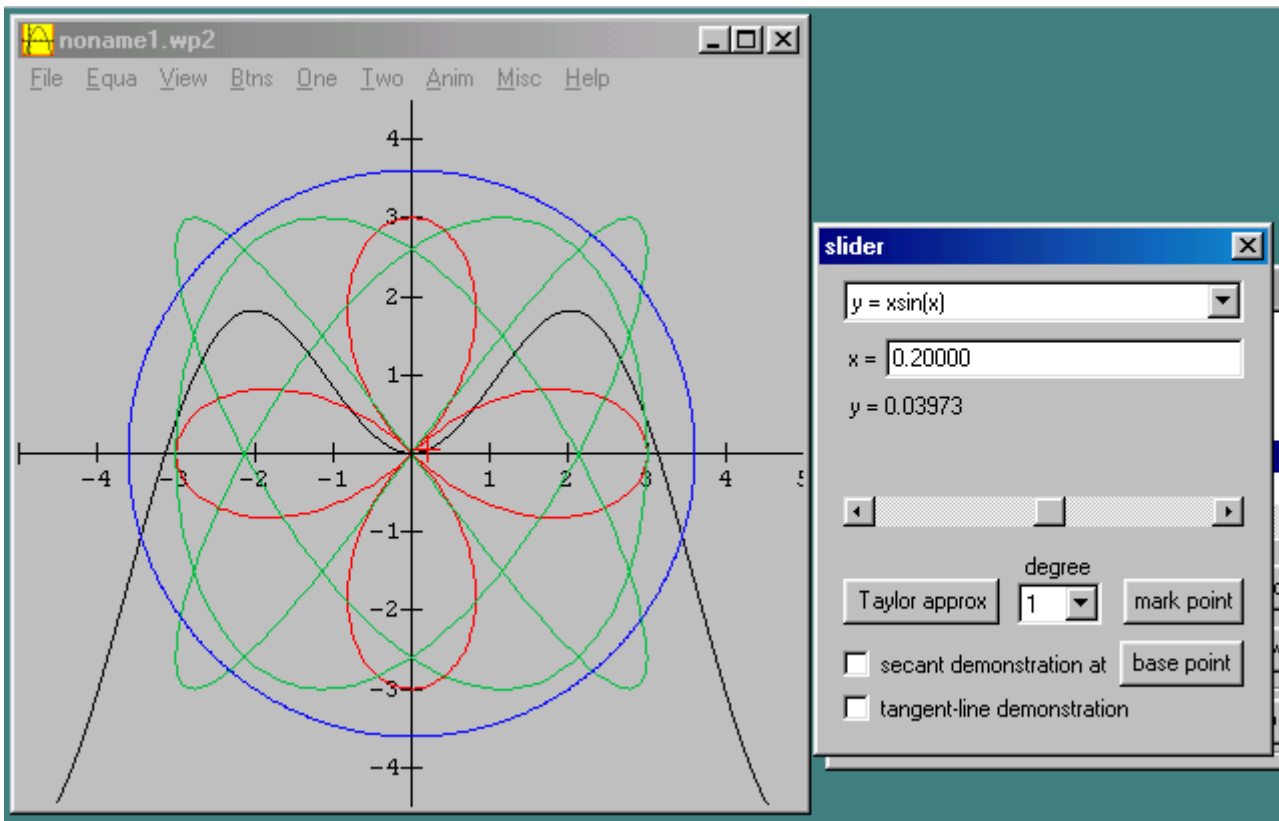 noname1.wp2
File Equa View Btns One Two Anim Misc Help
4
3
2
1
-4 -3 -2 -1 1 2 3 4
-1
-2
-3
-4
slider
y = xsin(x)
x = 0.20000
y = 0.03973
degree
Taylor approx 1 mark point
secant demonstration at base point
tangent-line demonstration